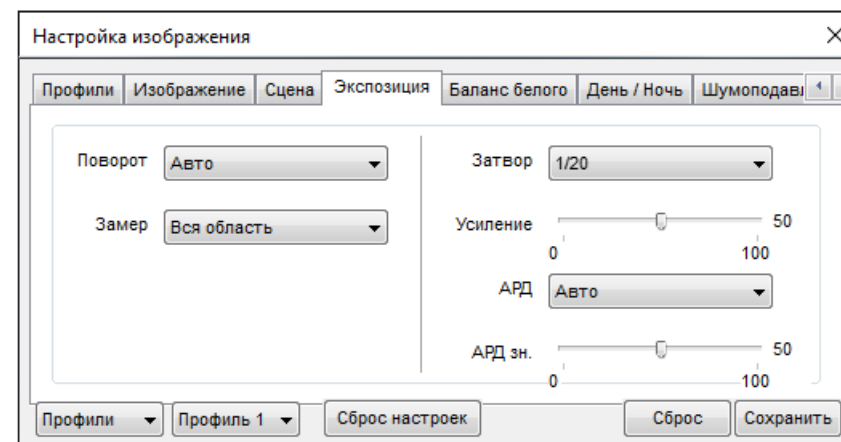 Настройка изображения
Профили Изображение Сцена Экспозиция Баланс белого День / Ночь Шумоподав
Поворот Авто
Замер Вся область
Затвор 1/20
Усиление 50
0 100
АРД Авто
АРД зн. 50
0 100
Профили Профиль 1 Сброс настроек Сброс Сохранить